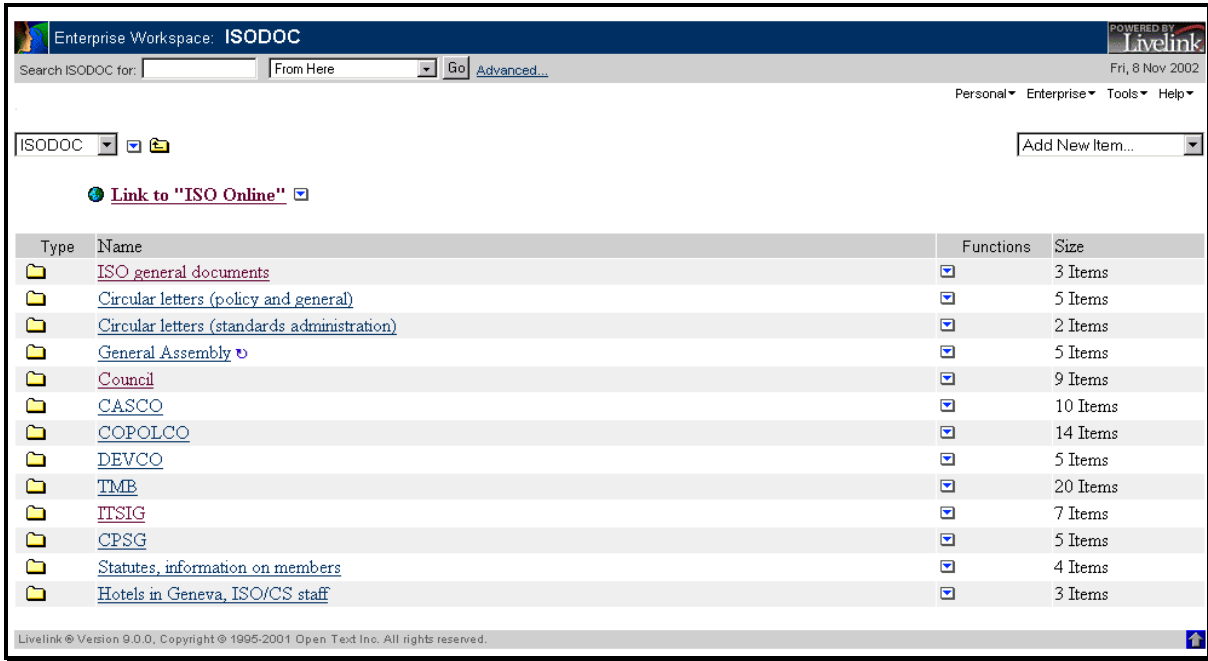 Enterprise Workspace: ISODOC
POWERED BY
Livelink
Search ISODOC for: From Here Go Advanced... Fri, 8 Nov 2002
Personal Enterprise Tools Help
ISODOC Add New Item...
Link to "ISO Online"
Type Name Functions Size
ISO general documents 3 Items
Circular letters (policy and general) 5 Items
Circular letters (standards administration) 2 Items
General Assembly 5 Items
Council 9 Items
CASCO 10 Items
COPOLCO 14 Items
DEVCO 5 Items
TMB 20 Items
ITSIG 7 Items
CPSG 5 Items
Statutes, information on members 4 Items
Hotels in Geneva, ISO/CS staff 3 Items
Livelink ® Version 9.0.0, Copyright © 1995-2001 Open Text Inc. All rights reserved.